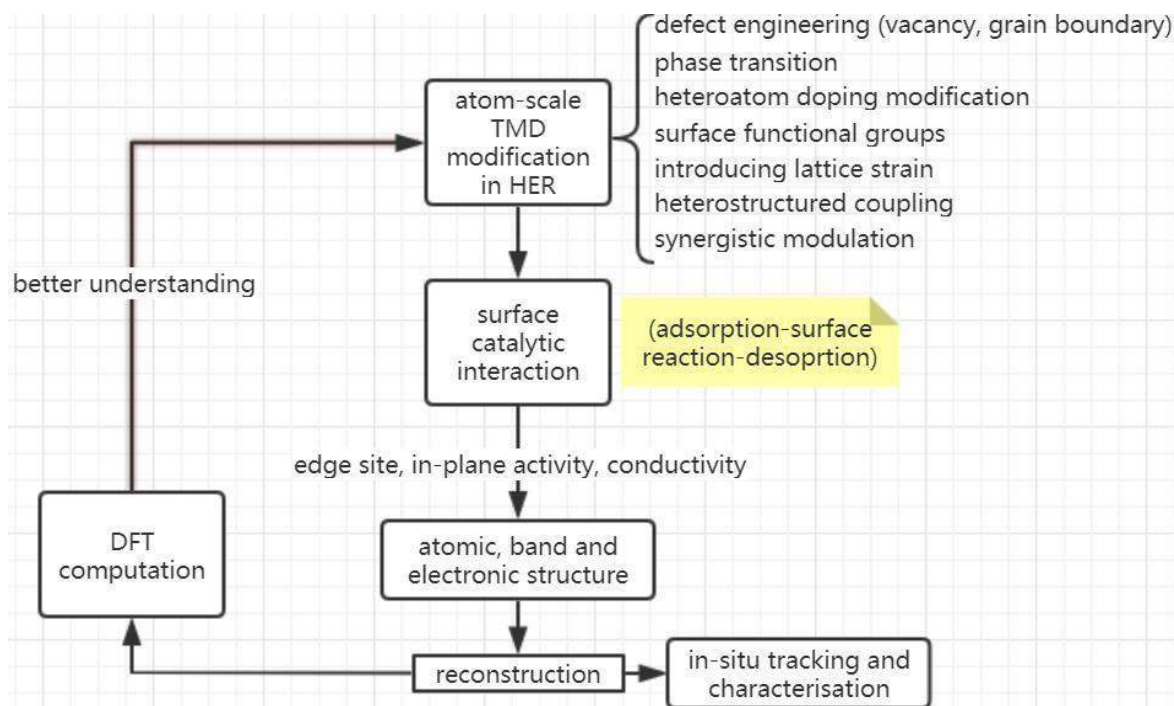 defect engineering (vacancy, grain boundary)
phase transition
heteroatom doping modification
surface functional groups
introducing lattice strain
heterostructured coupling
synergistic modulation
atom-scale
TMD
modification
in HER
better understanding
surface
catalytic
interaction
(adsorption-surface
reaction-desoprtion)
edge site, in-plane activity, conductivity
DFT
computation
atomic, band and
electronic structure
reconstruction
in-situ tracking and
characterisation